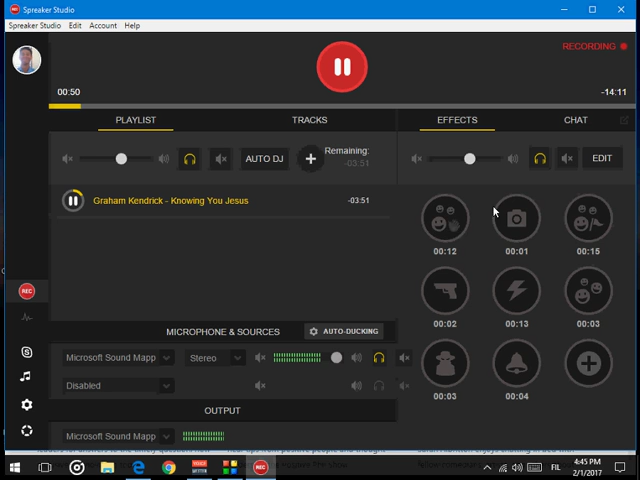 Spreaker Studio
Spreaker Studio Edit Account Help
RECORDING
00:50
-14:11
PLAYLIST TRACKS EFFECTS CHAT
AUTO DJ
Remaining:
-03:51
EDIT
Graham Kendrick - Knowing You Jesus -03:51
00:12 00:01 00:15
REC
00:02 00:13 00:03
MICROPHONE & SOURCES AUTO-DUCKING
Microsoft Sound Mapp Stereo
Disabled
00:03 00:04
OUTPUT
Microsoft Sound Mapp
REC
FIL
4:45 PM
2/1/2017